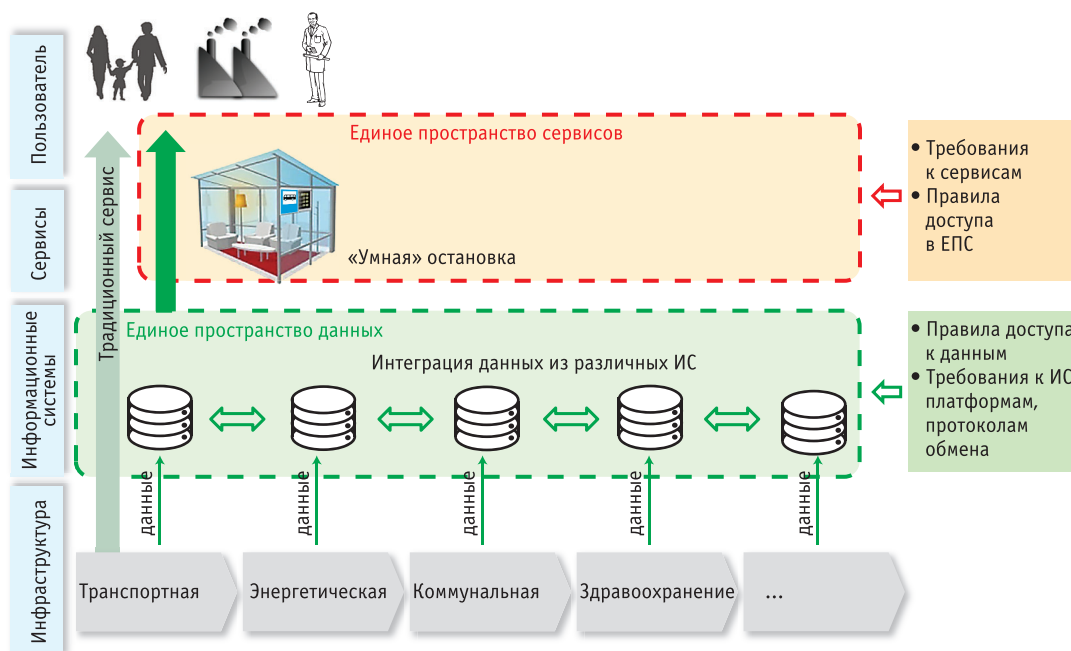 Пользователь
Сервисы
Информационные
системы
Инфраструктура
Традиционный сервис
Единое пространство сервисов
«Умная» остановка
• Требования
к сервисам
• Правила
доступа
в ЕПС
Единое пространство данных
Интеграция данных из различных ИС
• Правила доступа
к данным
• Требования к ИС
платформам,
протоколам
обмена
данные
данные
данные
данные
данные
Транспортная
Энергетическая
Коммунальная
Здравоохранение
...